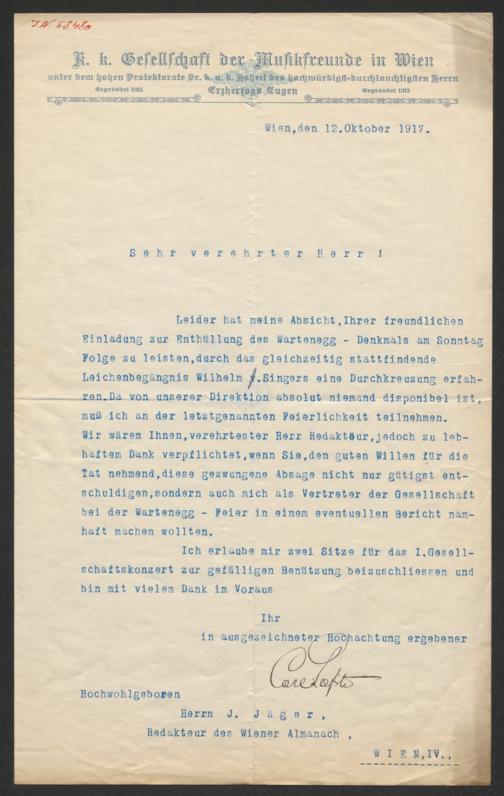 I.N. 58480
K. k. Gesellschaft der Musikfreunde in Wien
unter dem hohen Protektorate Sr. k. u. k. Hoheit des hochwürdigst-durchlauchtigsten Herrn
Gegründet 1812 Erzherzogs Eugen Gegründet 1812
Wien,den 12.Oktober 1917.
Sehr verehrter Herr !
Leider hat meine Absicht,Ihrer freundlichen
Einladung zur Enthüllung des Wartenegg - Denkmals am Sonntag
Folge zu leisten,durch das gleichzeitig stattfindende
Leichenbegängnis Wilhelm .Singers eine Durchkreuzung erfah-
ren.Da von unserer Direktion absolut niemand disponibel ist,
muß ich an der letztgenannten Feierlichkeit teilnehmen.
Wir wären Ihnen,verehrtester Herr Redakteur,jedoch zu leb-
haftem Dank verpflichtet,wenn Sie,den guten Willen für die
Tat nehmend,diese gezwungene Absage nicht nur gütigst ent-
schuldigen,sondern auch mich als Vertreter der Gesellschaft
bei der Wartenegg - Feier in einem eventuellen Bericht nam-
haft machen wollten.
Ich erlaube mir zwei Sitze für das I.Gesell-
schaftskonzert zur gefälligen Benützung beizuschliessen und
bin mit vielem Dank im Voraus
Ihr
in ausgezeichneter Hochachtung ergebener
Carl Lafite
Hochwohlgeboren
Herrn J. Jäger,
Redakteur des Wiener Almanach ,
WIEN,IV.,